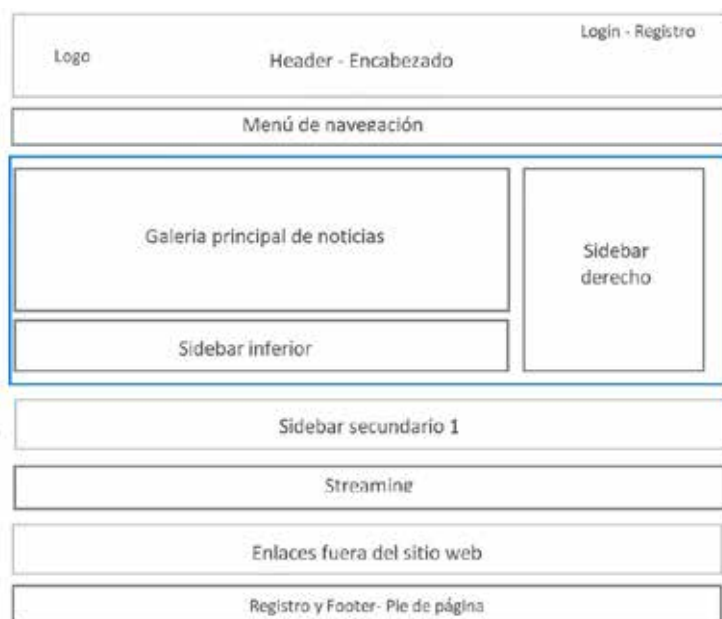 Login - Registro
Logo
Header - Encabezado
Menú de navegación
Galeria principal de noticias
Sidebar
derecho
Sidebar inferior
Sidebar secundario 1
Streaming
Enlaces fuera del sitio web
Registro y Footer- Pie de página